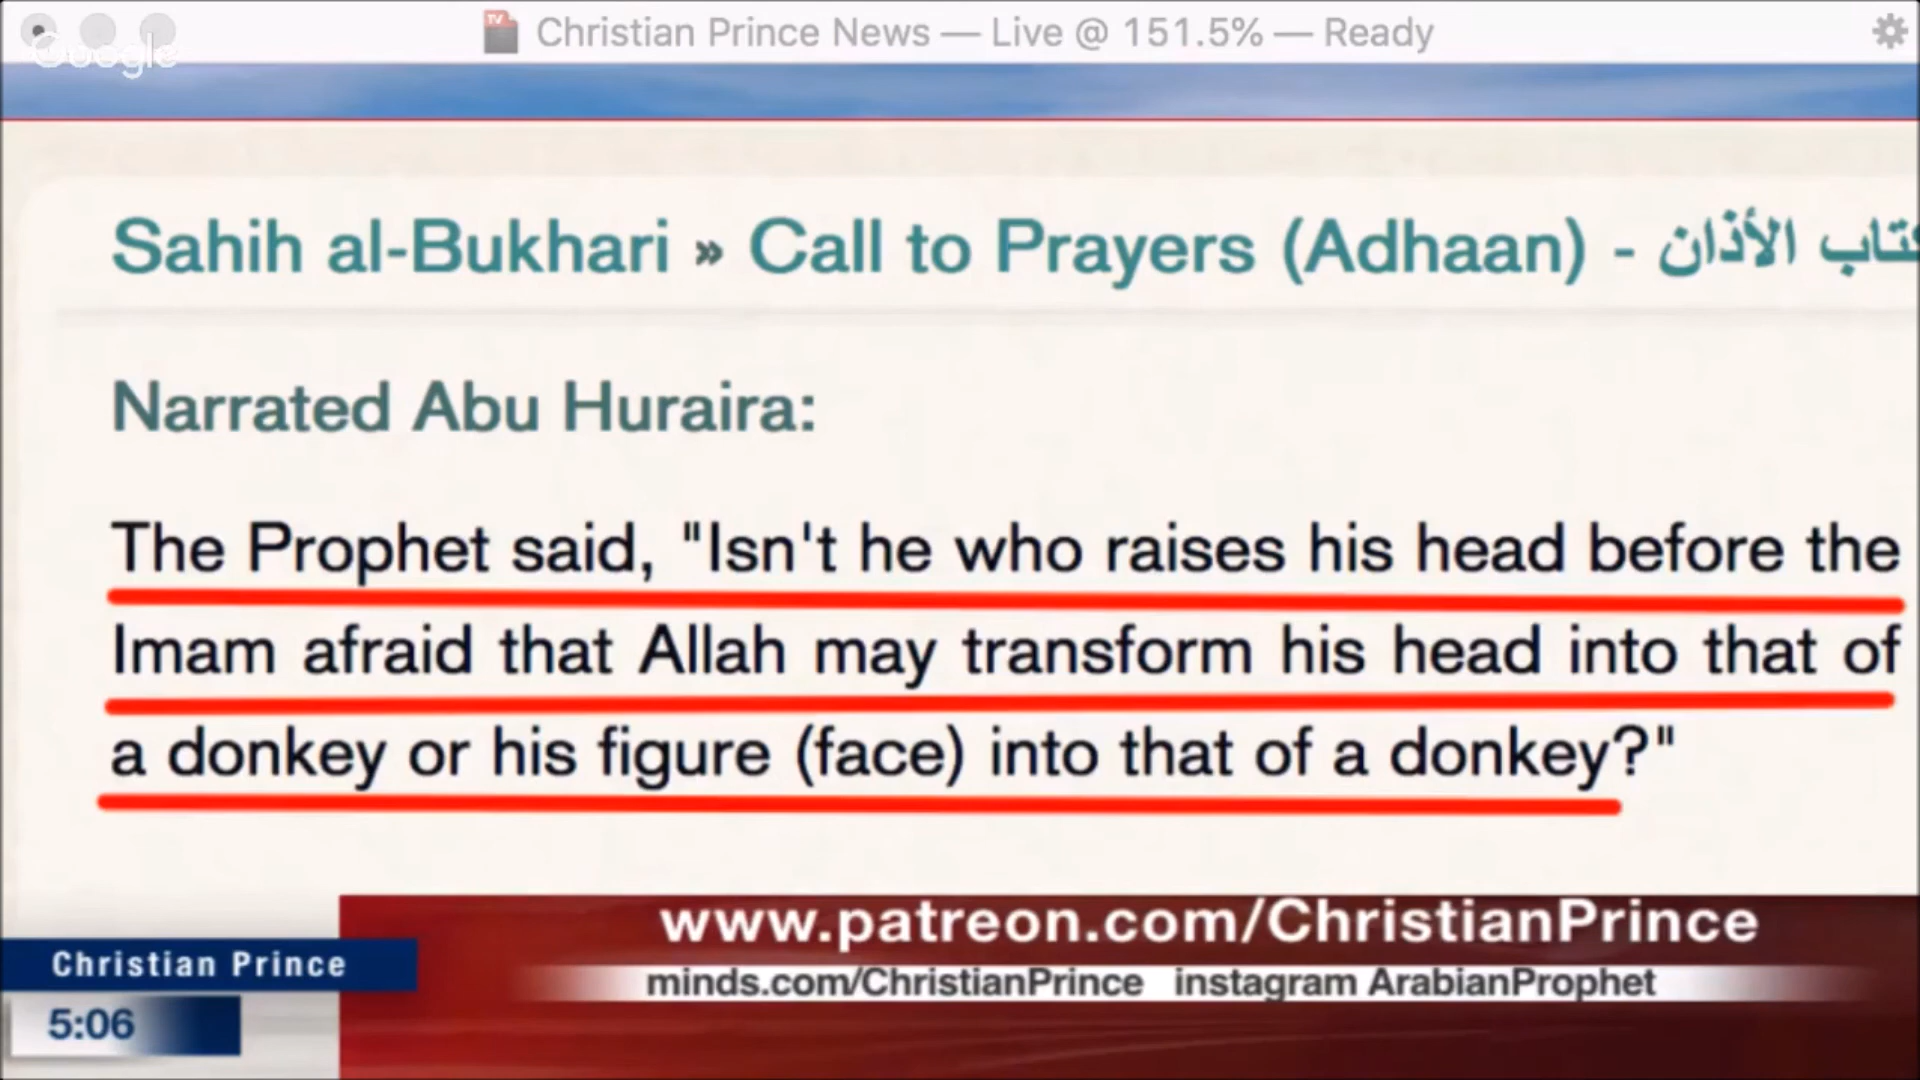 Christian Prince News — Live @ 151.5% — Ready
Google
Sahih al-Bukhari » Call to Prayers (Adhaan) - كتاب الأذان
Narrated Abu Huraira:
The Prophet said, "Isn't he who raises his head before the
Imam afraid that Allah may transform his head into that of
a donkey or his figure (face) into that of a donkey?"
www.patreon.com/ChristianPrince
Christian Prince
minds.com/ChristianPrince instagram ArabianProphet
5:06